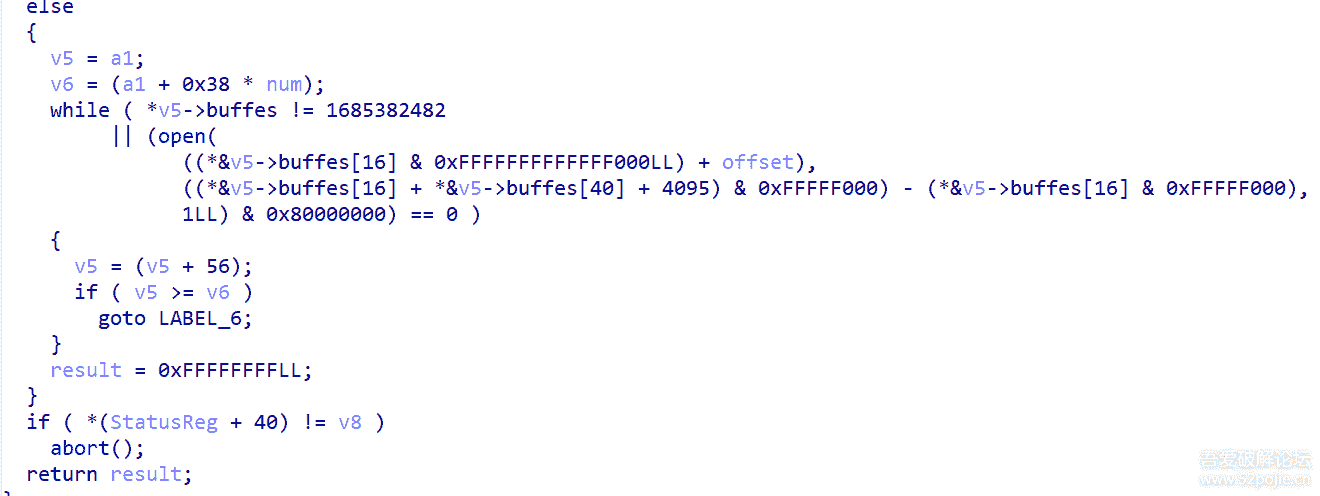 else
{
v5 = a1;
v6 = (a1 + 0x38 * num);
while ( *v5->buffes != 1685382482
|| (open(
((*&v5->buffes[16] & 0xFFFFFFFFFFFFF000LL) + offset),
((*&v5->buffes[16] + *&v5->buffes[40] + 4095) & 0xFFFFF000) - (*&v5->buffes[16] & 0xFFFFF000),
1LL) & 0x80000000) == 0 )
{
v5 = (v5 + 56);
if ( v5 >= v6 )
goto LABEL_6;
}
result = 0xFFFFFFFFLL;
}
if ( *(StatusReg + 40) != v8 )
abort();
return result;
吾爱破解论坛
www.52pojie.cn